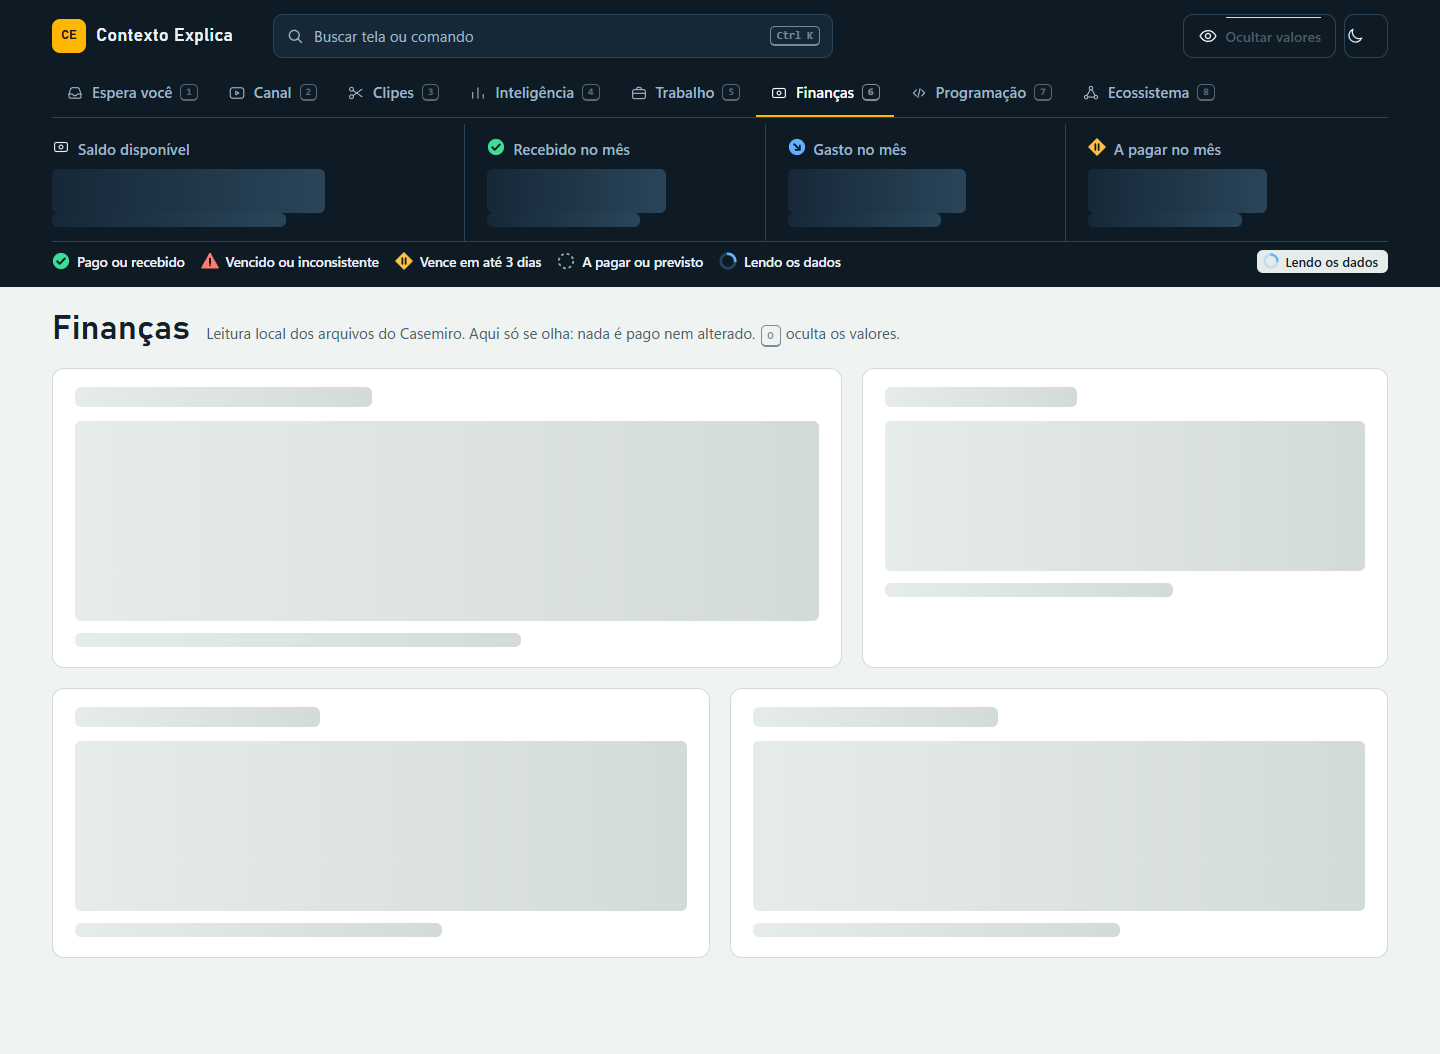 CE Contexto Explica
Buscar tela ou comando Ctrl K
Ocultar valores
Espera você 1 Canal 2 Clipes 3 Inteligência 4 Trabalho 5 Finanças 6 Programação 7 Ecossistema 8
Saldo disponível Recebido no mês Gasto no mês A pagar no mês
Pago ou recebido Vencido ou inconsistente Vence em até 3 dias A pagar ou previsto Lendo os dados Lendo os dados
Finanças Leitura local dos arquivos do Casemiro. Aqui só se olha: nada é pago nem alterado. O oculta os valores.